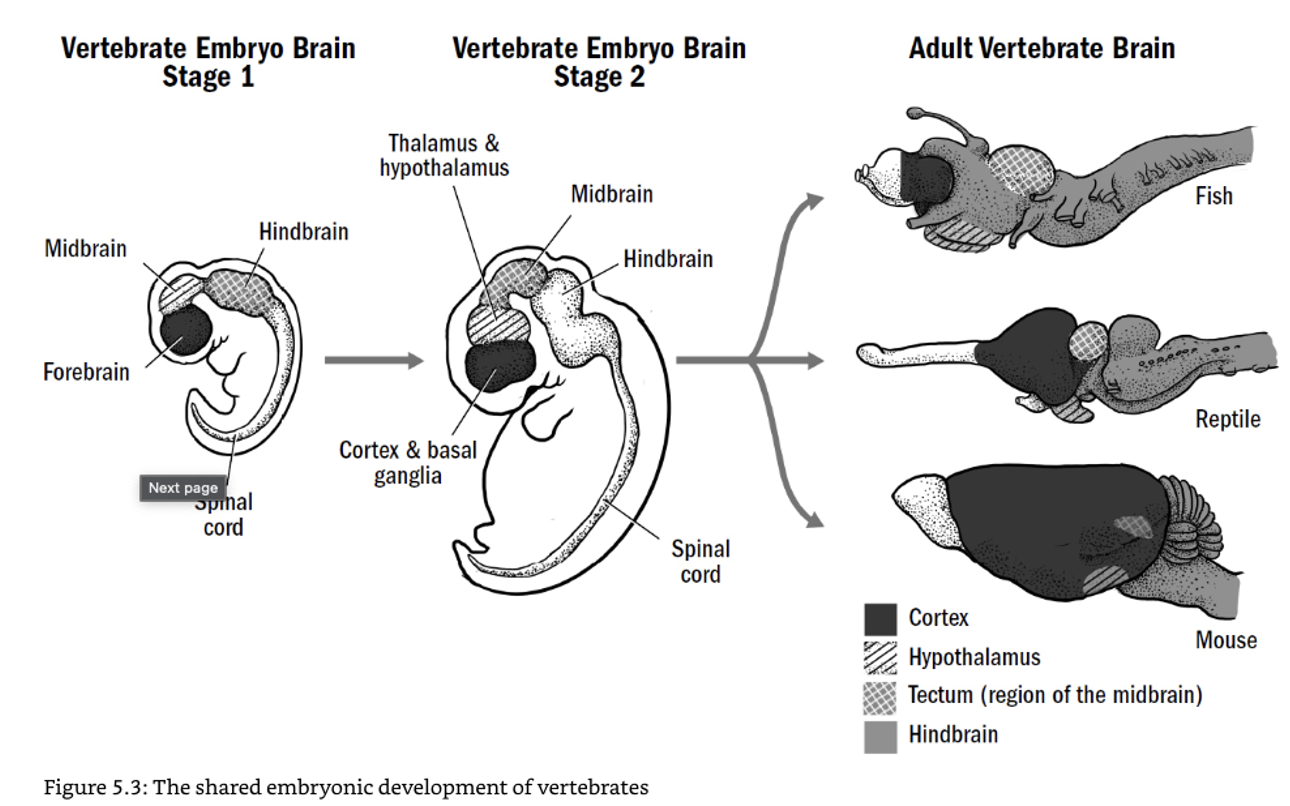 Vertebrate Embryo Brain
Stage 1
Vertebrate Embryo Brain
Stage 2
Adult Vertebrate Brain
Midbrain
Hindbrain
Forebrain
Next page
Spinal
cord
Thalamus &
hypothalamus
Midbrain
Hindbrain
Cortex & basal
ganglia
Spinal
cord
Fish
Reptile
Mouse
Cortex
Hypothalamus
Tectum (region of the midbrain)
Hindbrain
Figure 5.3: The shared embryonic development of vertebrates